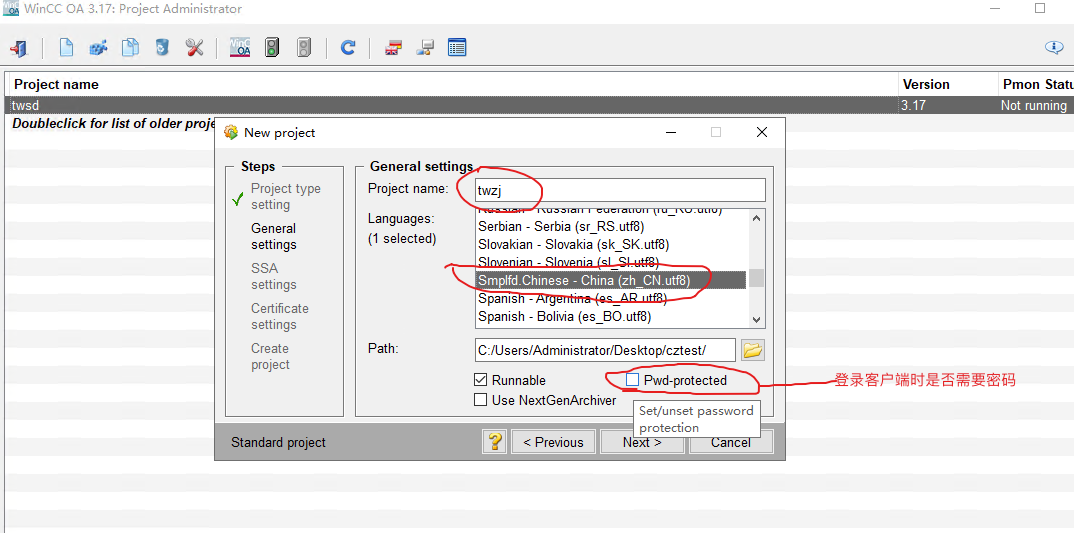 WinCC OA 3.17: Project Administrator
WinCC
OA
Project name
Version
Pmon Statu
twsd
3.17
Not running
Doubleclick for list of older proje
New project
Steps
Project type
setting
General
settings
SSA
settings
Certificate
settings
Create
project
General settings
Project name:
twzj
Languages:
(1 selected)
Russian - Russian Federation (ru_RU.utf8)
Serbian - Serbia (sr_RS.utf8)
Slovakian - Slovakia (sk_SK.utf8)
Slovenian - Slovenia (sl_SI.utf8)
Smplfd.Chinese - China (zh_CN.utf8)
Spanish - Argentina (es_AR.utf8)
Spanish - Bolivia (es_BO.utf8)
Path:
C:/Users/Administrator/Desktop/cztest/
Runnable
Pwd-protected
登录客户端时是否需要密码
Use NextGenArchiver
Set/unset password
protection
Standard project
?
< Previous
Next >
Cancel